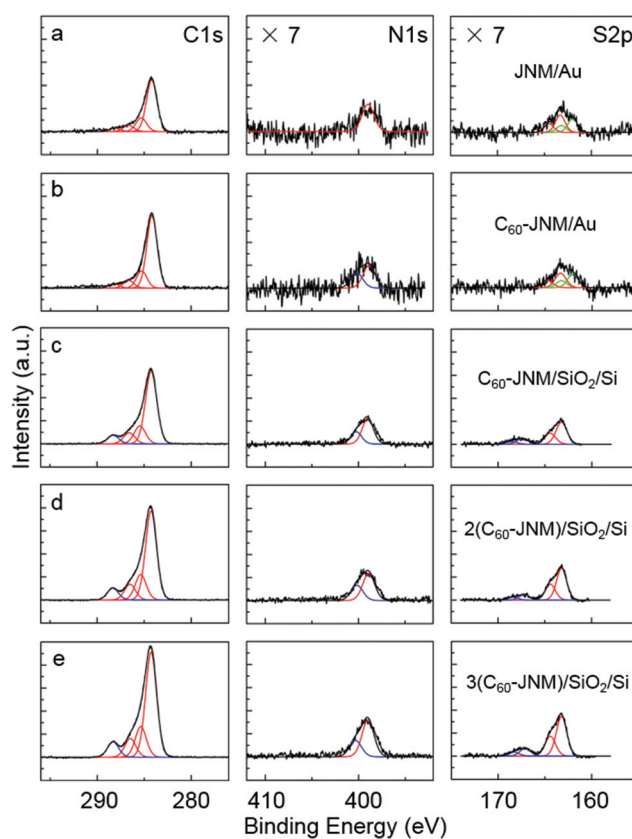 a C1s × 7 N1s × 7 S2p
JNM/Au
b
C₆₀-JNM/Au
c
C₆₀-JNM/SiO₂/Si
d
2(C₆₀-JNM)/SiO₂/Si
e
3(C₆₀-JNM)/SiO₂/Si
Intensity (a.u.)
290 280 410 400 170 160
Binding Energy (eV)